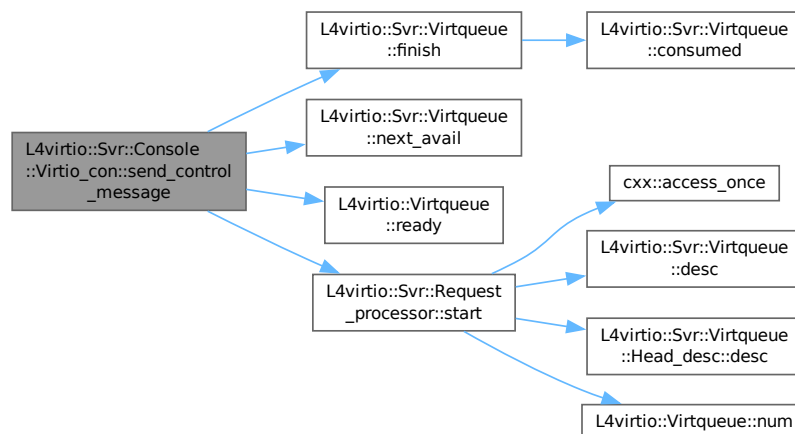 L4virtio::Svr::Console
::Virtio_con::send_control
_message
L4virtio::Svr::Virtqueue
::finish
L4virtio::Svr::Virtqueue
::consumed
L4virtio::Svr::Virtqueue
::next_avail
L4virtio::Virtqueue
::ready
L4virtio::Svr::Request
_processor::start
cxx::access_once
L4virtio::Svr::Virtqueue
::desc
L4virtio::Svr::Virtqueue
::Head_desc::desc
L4virtio::Virtqueue::num